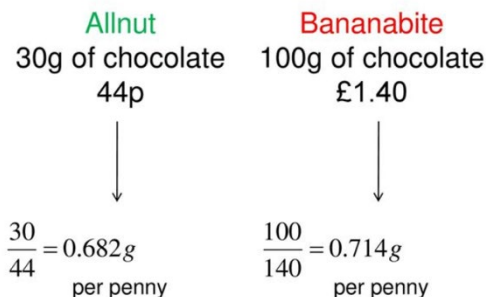 Allnut
30g of chocolate
44p
30/44 = 0.682g
per penny
Bananabite
100g of chocolate
£1.40
100/140 = 0.714g
per penny